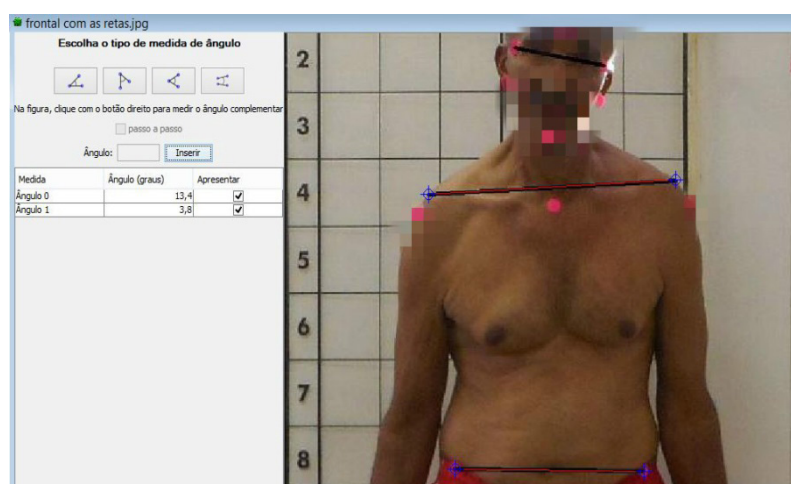 frontal com as retas.jpg
Escolha o tipo de medida de ângulo
Na figura, clique com o botão direito para medir o ângulo complementar
passo a passo
Ângulo: Inserir
Medida Ângulo (graus) Apresentar
Ângulo 0 13,4
Ângulo 1 3,8
2
3
4
5
6
7
8